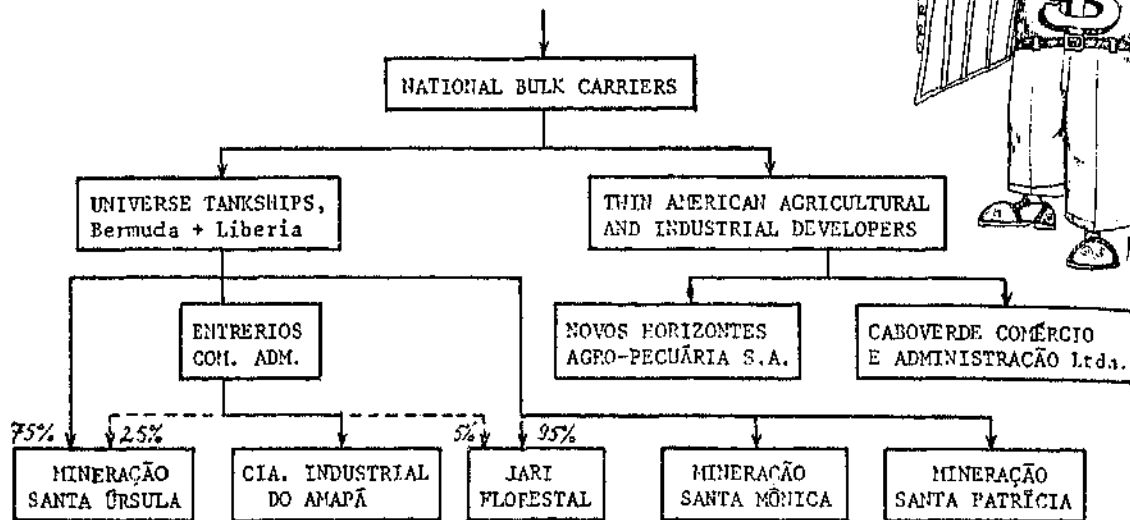 $
NATIONAL BULK CARRIERS
UNIVERSE TANKSHIPS,
Bermuda + Liberia
TWIN AMERICAN AGRICULTURAL
AND INDUSTRIAL DEVELOPERS
ENTRERIOS
COM. ADM.
NOVOS HORIZONTES
AGRO-PECUÁRIA S.A.
CABOVERDE COMÉRCIO
E ADMINISTRAÇÃO Ltda.
75%
25%
5%
95%
MINERAÇÃO
SANTA ÚRSULA
CIA. INDUSTRIAL
DO AMAPÁ
JARI
FLORESTAL
MINERAÇÃO
SANTA MÔNICA
MINERAÇÃO
SANTA PATRÍCIA